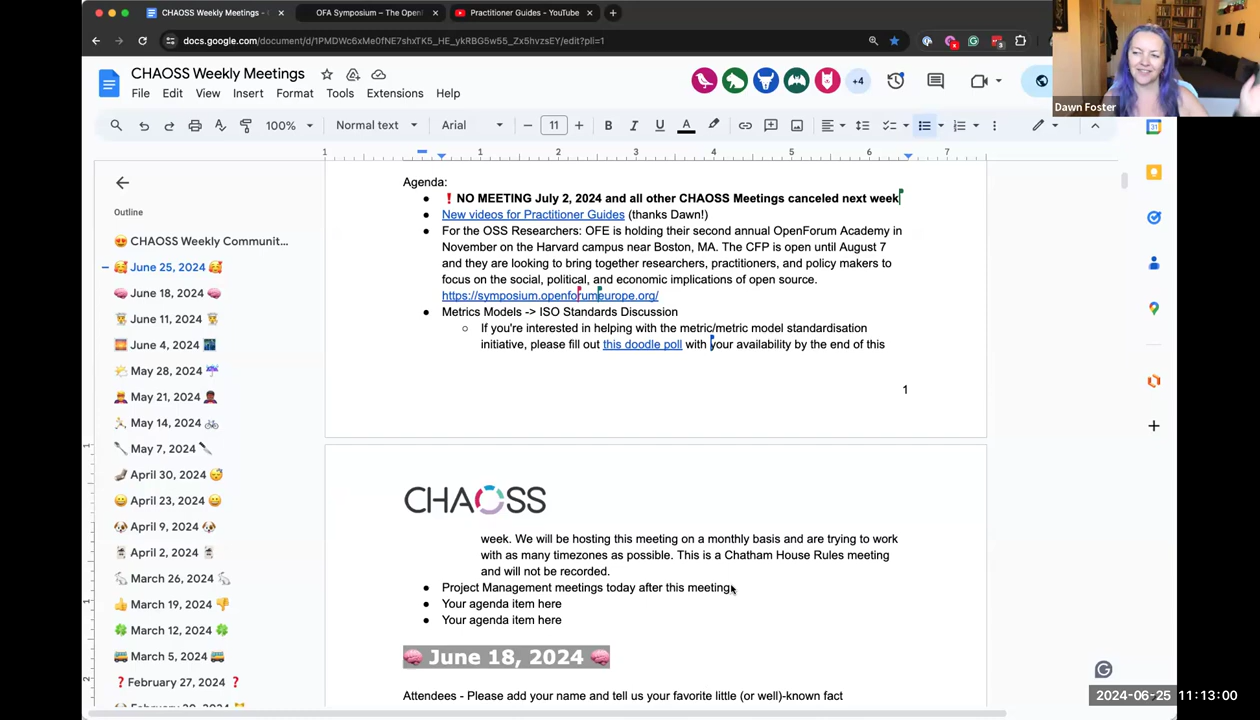 CHAOSS Weekly Meetings -
OFA Symposium – The Open
Practitioner Guides - YouTube
docs.google.com/document/d/1PMDWc6xMe0fNE7shxTK5_HE_ykRBG5w55_Zx5hvzsEY/edit?pli=1
CHAOSS Weekly Meetings
File Edit View Insert Format Tools Extensions Help
+4
Dawn Foster
100% Normal text Arial 11 B I U A
1 1 2 3 4 5 6 7
Outline
😍 CHAOSS Weekly Communit...
🥰 June 25, 2024 🥰
🧠 June 18, 2024 🧠
June 11, 2024
June 4, 2024
May 28, 2024
May 21, 2024
May 14, 2024
May 7, 2024
April 30, 2024
April 23, 2024
April 9, 2024
April 2, 2024
March 26, 2024
👍 March 19, 2024 👎
🍀 March 12, 2024 🍀
March 5, 2024
❓ February 27, 2024 ❓
Agenda:
● ❗ NO MEETING July 2, 2024 and all other CHAOSS Meetings canceled next week
● New videos for Practitioner Guides (thanks Dawn!)
● For the OSS Researchers: OFE is holding their second annual OpenForum Academy in
November on the Harvard campus near Boston, MA. The CFP is open until August 7
and they are looking to bring together researchers, practitioners, and policy makers to
focus on the social, political, and economic implications of open source.
https://symposium.openforumeurope.org/
● Metrics Models -> ISO Standards Discussion
○ If you're interested in helping with the metric/metric model standardisation
initiative, please fill out this doodle poll with your availability by the end of this
1
CHAOSS
week. We will be hosting this meeting on a monthly basis and are trying to work
with as many timezones as possible. This is a Chatham House Rules meeting
and will not be recorded.
● Project Management meetings today after this meeting
● Your agenda item here
● Your agenda item here
🧠 June 18, 2024 🧠
Attendees - Please add your name and tell us your favorite little (or well)-known fact
2024-06-25 11:13:00